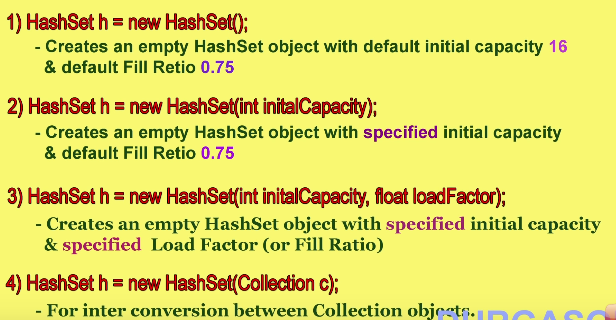 1) HashSet h = new HashSet();
- Creates an empty HashSet object with default initial capacity 16
& default Fill Retio 0.75
2) HashSet h = new HashSet(int initalCapacity);
- Creates an empty HashSet object with specified initial capacity
& default Fill Ratio 0.75
3) HashSet h = new HashSet(int initalCapacity, float loadFactor);
- Creates an empty HashSet object with specified initial capacity
& specified Load Factor (or Fill Ratio)
4) HashSet h = new HashSet(Collection c);
- For inter conversion between Collection objects.